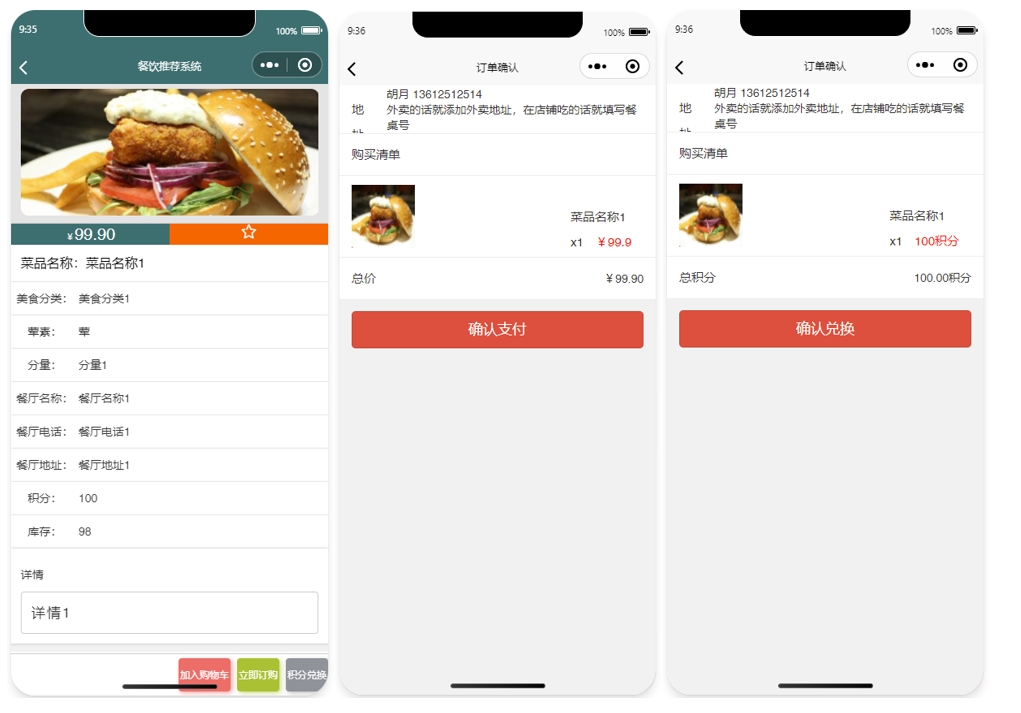 9:35
100%
餐饮推荐系统
¥99.90
菜品名称：菜品名称1
美食分类： 美食分类1
荤素： 荤
分量： 分量1
餐厅名称： 餐厅名称1
餐厅电话： 餐厅电话1
餐厅地址： 餐厅地址1
积分： 100
库存： 98
详情
详情1
加入购物车 立即订购 积分兑换
9:36
100%
订单确认
胡月 13612512514
地
外卖的话就添加外卖地址，在店铺吃的话就填写餐
桌号
购买清单
菜品名称1
x1 ￥99.9
总价 ￥99.90
确认支付
9:36
100%
订单确认
胡月 13612512514
地
外卖的话就添加外卖地址，在店铺吃的话就填写餐
桌号
购买清单
菜品名称1
x1 100积分
总积分 100.00积分
确认兑换